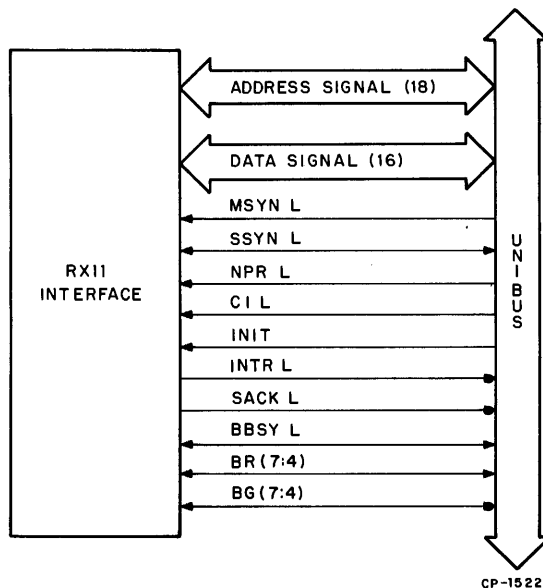 ADDRESS SIGNAL (18)
DATA SIGNAL (16)
MSYN L
SSYN L
RX11
INTERFACE
NPR L
CI L
INIT
INTR L
SACK L
BBSY L
BR (7:4)
BG (7:4)
UNIBUS
CP-1522